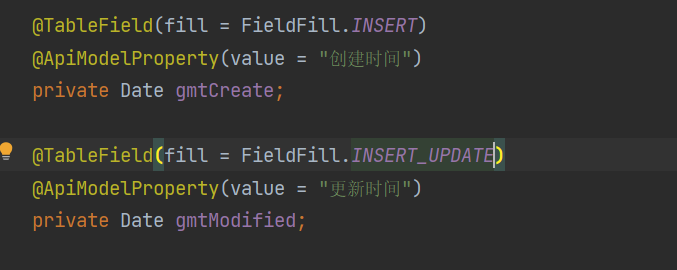 @TableField(fill = FieldFill.INSERT)
@ApiModelProperty(value = "创建时间")
private Date gmtCreate;
@TableField(fill = FieldFill.INSERT_UPDATE)
@ApiModelProperty(value = "更新时间")
private Date gmtModified;